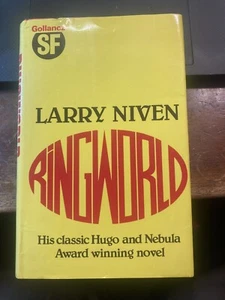 Gollancz
SF
LARRY NIVEN
RINGWORLD
His classic Hugo and Nebula
Award winning novel